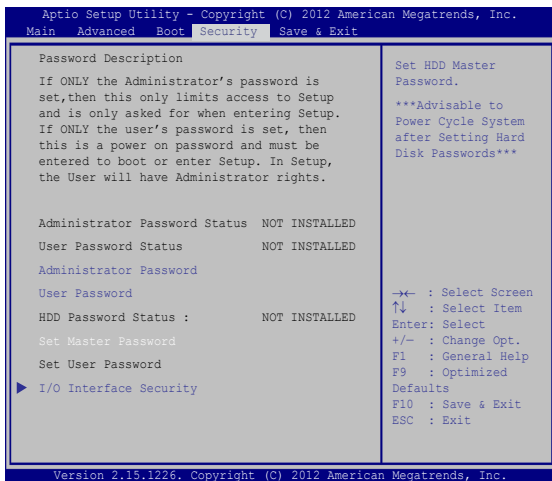 Aptio Setup Utility - Copyright (C) 2012 American Megatrends, Inc.
Main Advanced Boot Security Save & Exit
Password Description
If ONLY the Administrator's password is
set,then this only limits access to Setup
and is only asked for when entering Setup.
If ONLY the user's password is set, then
this is a power on password and must be
entered to boot or enter Setup. In Setup,
the User will have Administrator rights.
Administrator Password Status NOT INSTALLED
User Password Status NOT INSTALLED
Administrator Password
User Password
HDD Password Status : NOT INSTALLED
Set Master Password
Set User Password
I/O Interface Security
Set HDD Master
Password.
***Advisable to
Power Cycle System
after Setting Hard
Disk Passwords***
→← : Select Screen
↑↓ : Select Item
Enter: Select
+/— : Change Opt.
F1 : General Help
F9 : Optimized
Defaults
F10 : Save & Exit
ESC : Exit
Version 2.15.1226. Copyright (C) 2012 American Megatrends, Inc.